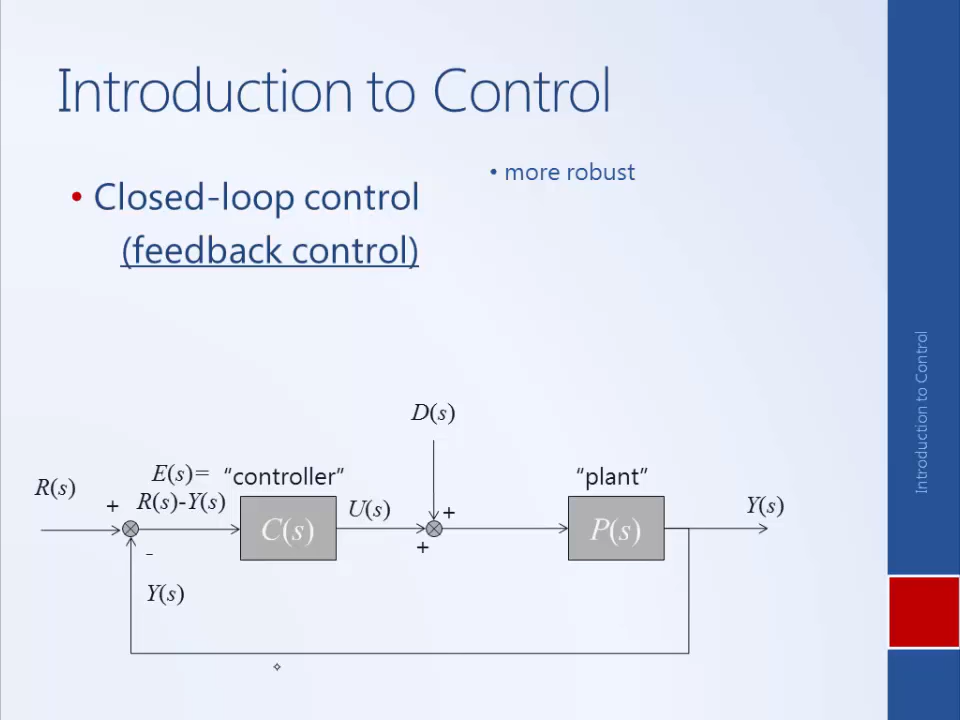 Introduction to Control
• Closed-loop control
(feedback control)
• more robust
D(s)
R(s)
+
E(s)=
R(s)-Y(s)
“controller”
C(s)
U(s)
+
+
“plant”
P(s)
Y(s)
-
Y(s)
Introduction to Control